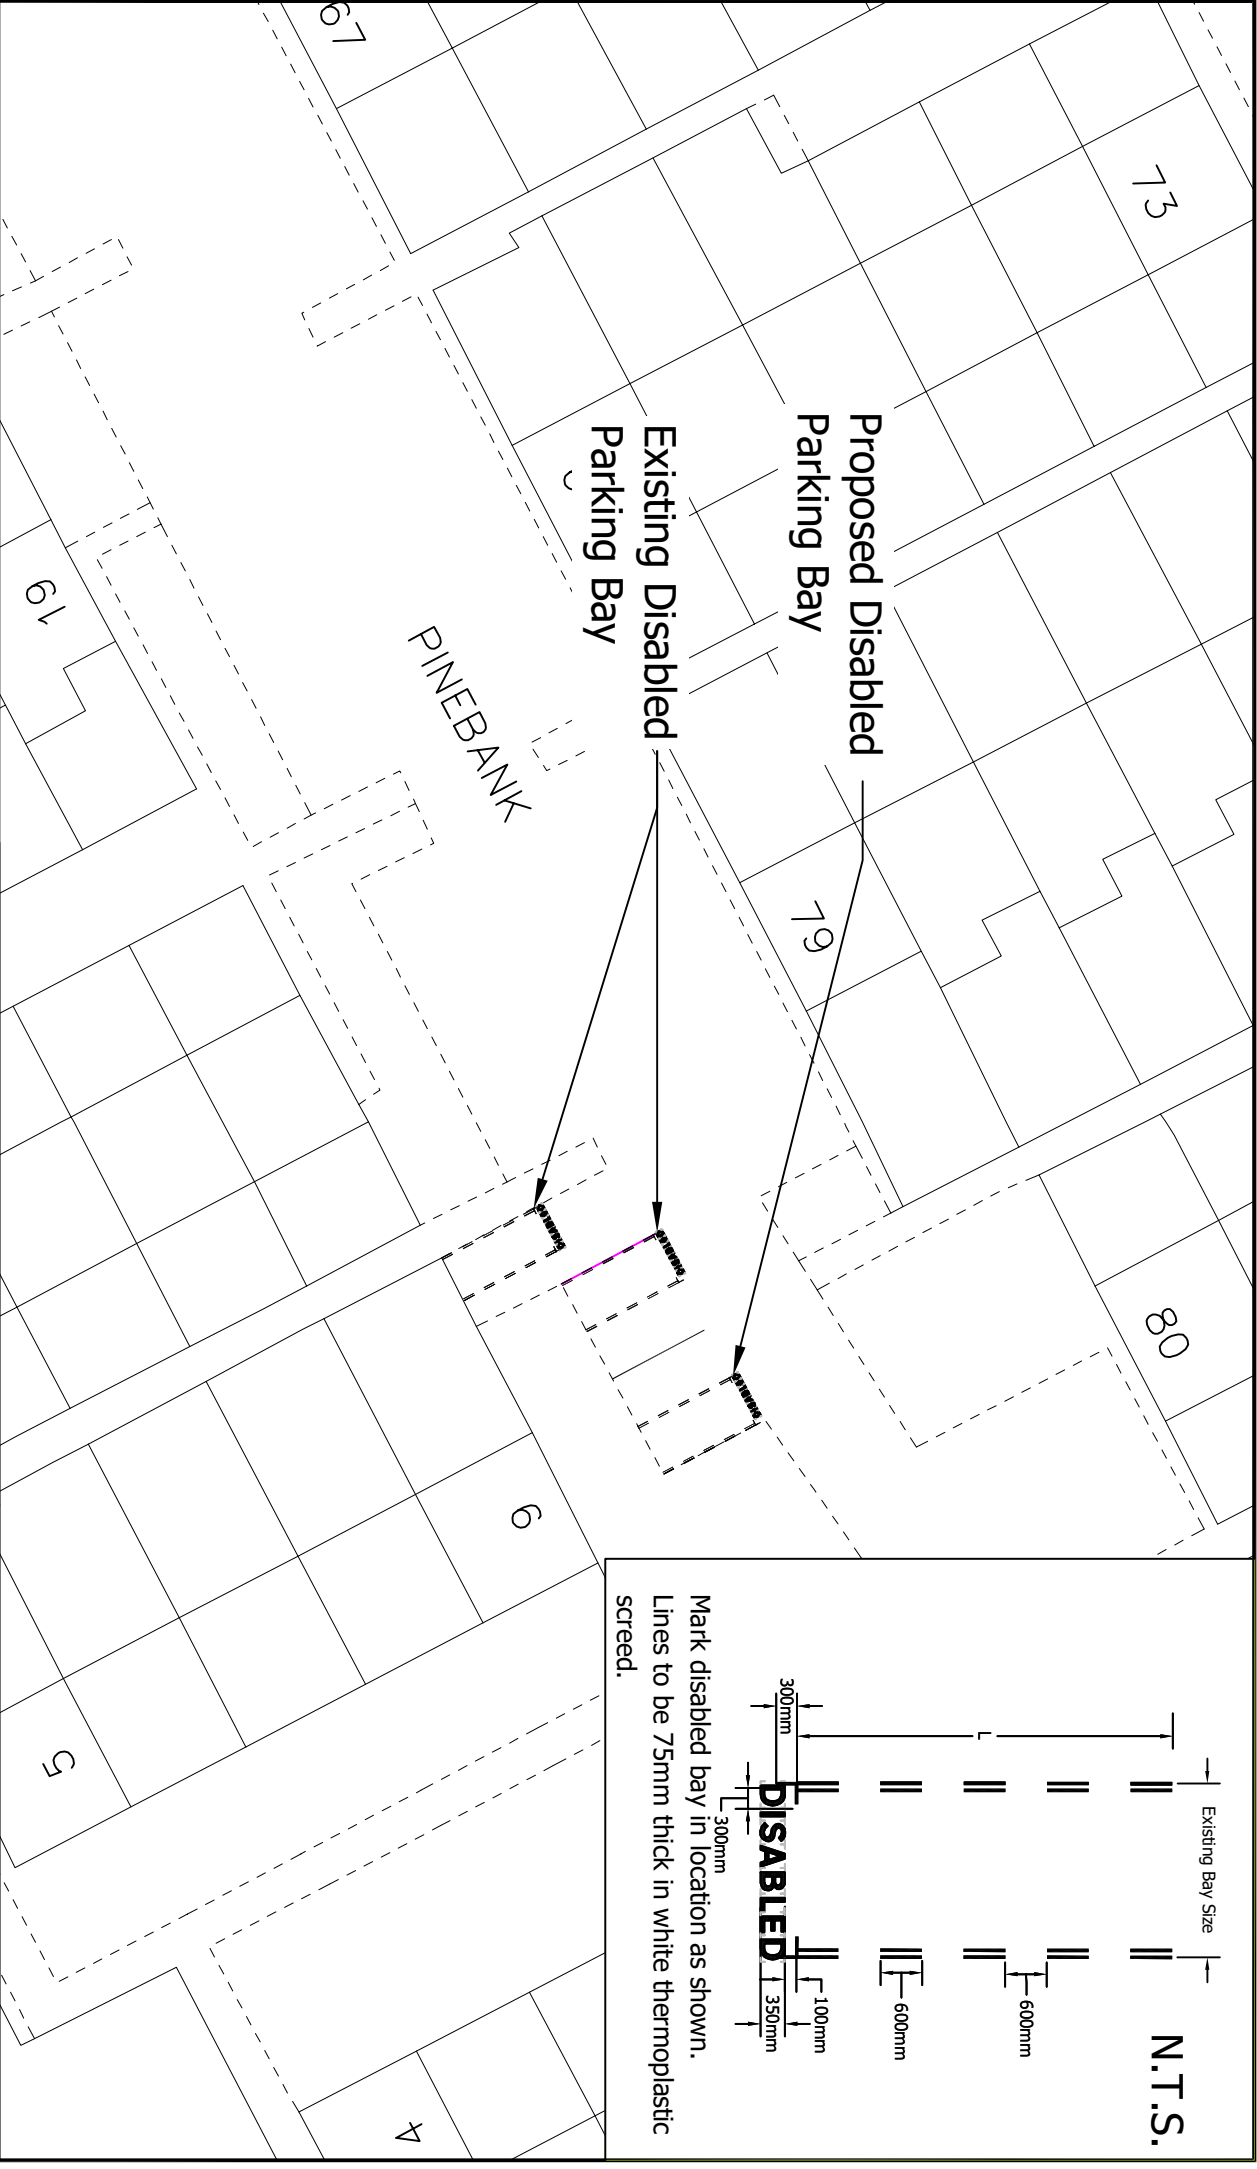 67
73
Proposed Disabled
Parking Bay
Existing Disabled
Parking Bay
19
PINEBANK
79
80
6
5
4
N.T.S.
Existing Bay Size
L
300mm
300mm
DISABLED
100mm
350mm
600mm
600mm
Mark disabled bay in location as shown.
Lines to be 75mm thick in white thermoplastic
screed.